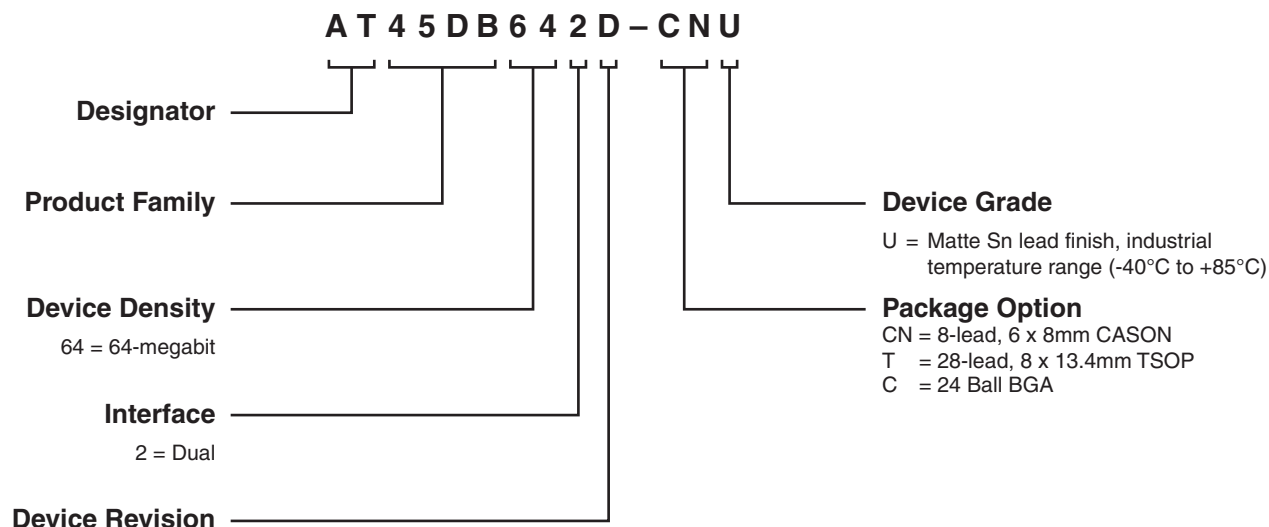 AT45DB642D–CNU
Designator
Product Family
Device Density
64 = 64-megabit
Interface
2 = Dual
Device Revision
Device Grade
U = Matte Sn lead finish, industrial
temperature range (-40°C to +85°C)
Package Option
CN = 8-lead, 6 x 8mm CASON
T = 28-lead, 8 x 13.4mm TSOP
C = 24 Ball BGA